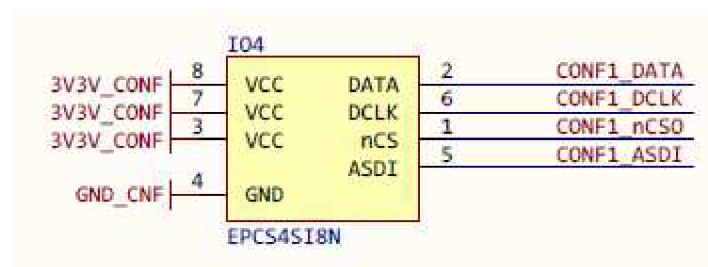 IO4
3V3V_CONF 8 VCC DATA 2 CONF1_DATA
3V3V_CONF 7 VCC DCLK 6 CONF1_DCLK
3V3V_CONF 3 VCC nCS 1 CONF1_nCSO
ASDI 5 CONF1_ASDI
GND_CNF 4 GND
EPCS4SI8N